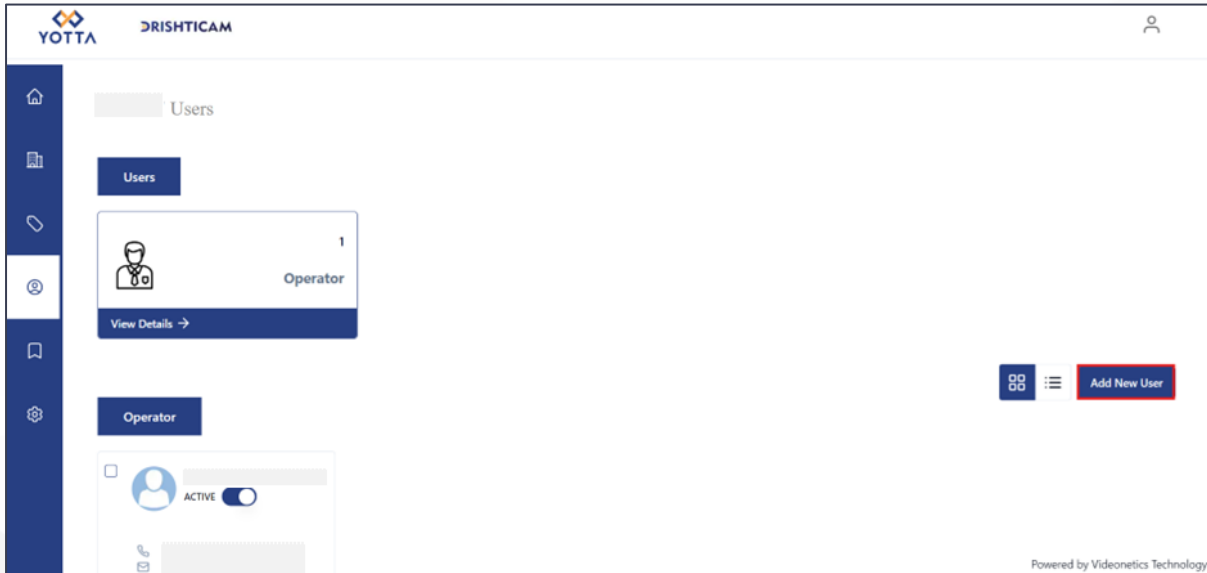 YOTTA
DRISHTICAM
Users
Users
1
Operator
View Details →
Add New User
Operator
ACTIVE
Powered by Videonetics Technology